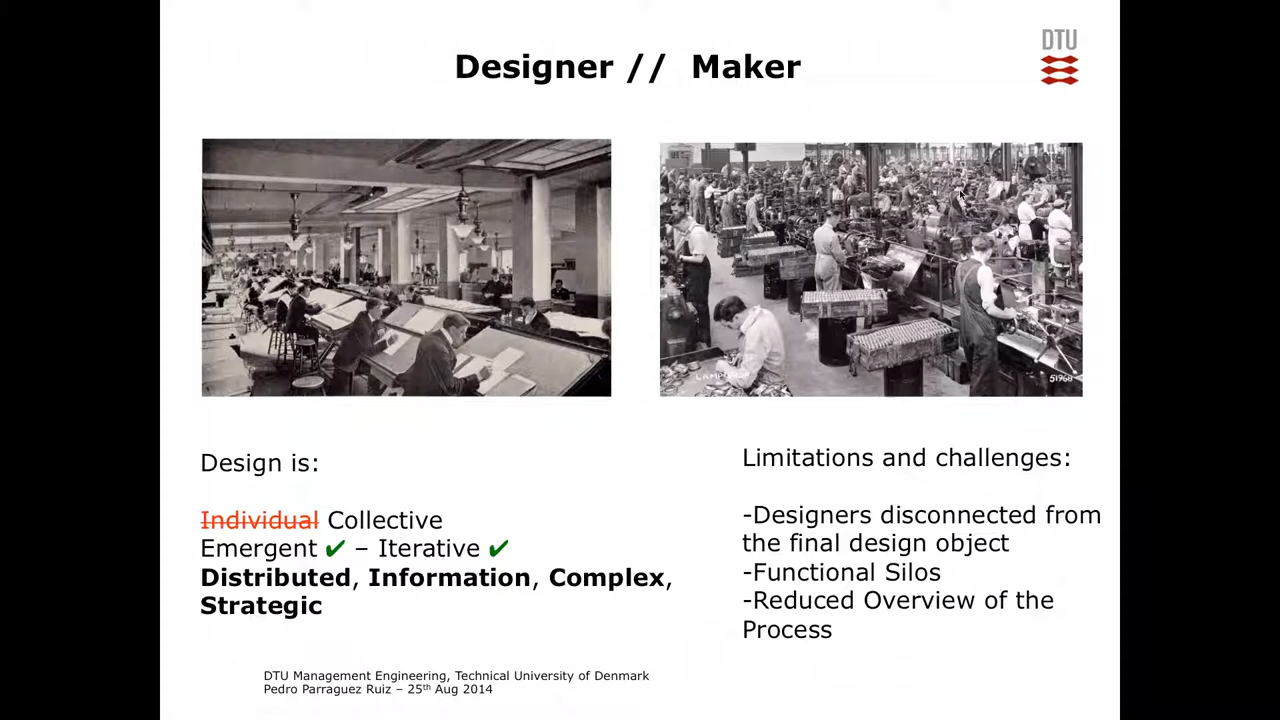 Designer // Maker
DTU
51968
Design is:
Individual Collective
Emergent ✔ – Iterative ✔
Distributed, Information, Complex,
Strategic
Limitations and challenges:
-Designers disconnected from
the final design object
-Functional Silos
-Reduced Overview of the
Process
DTU Management Engineering, Technical University of Denmark
Pedro Parraguez Ruiz – 25th Aug 2014